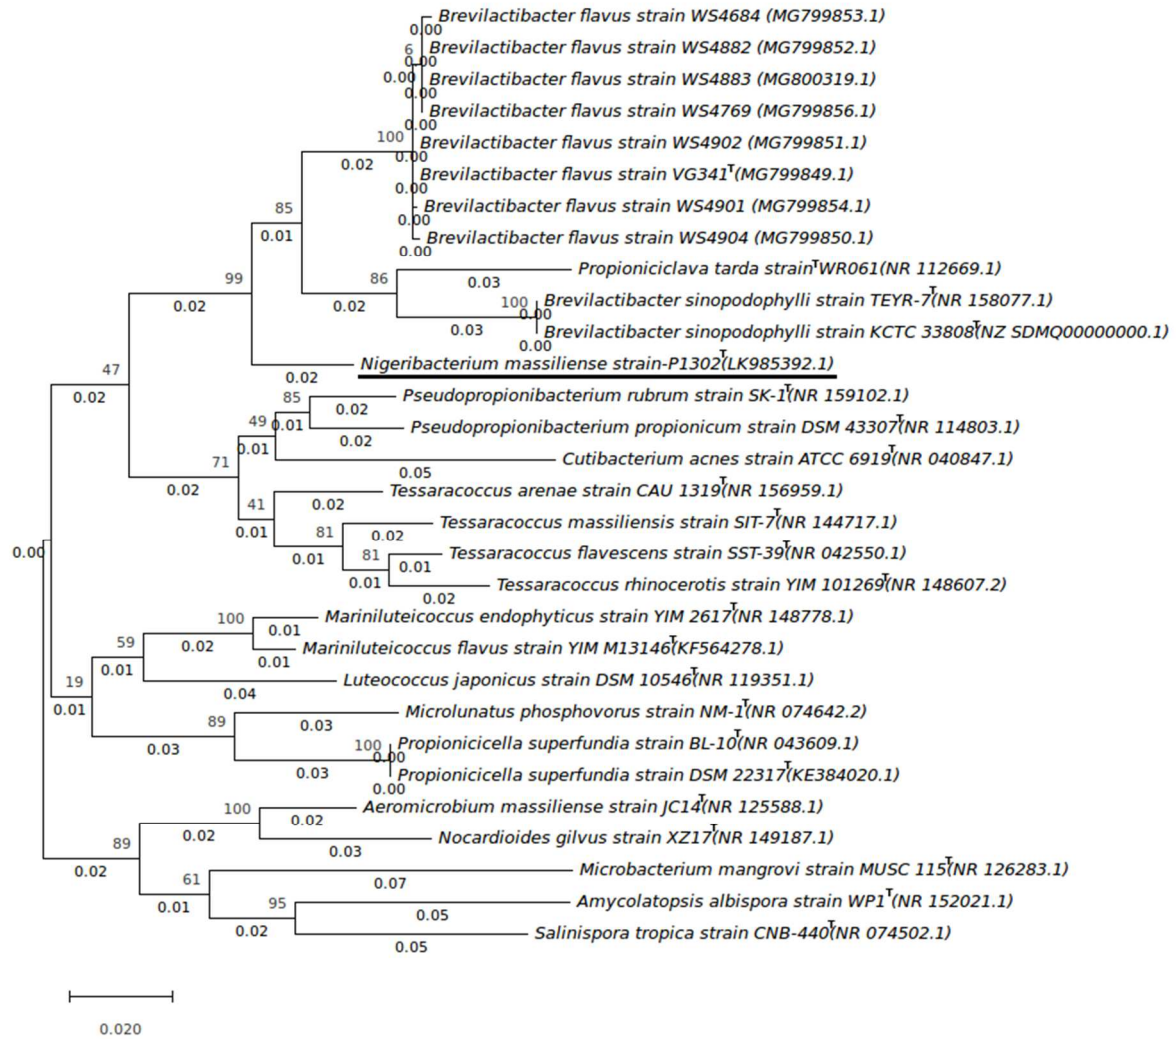 Brevilactibacter flavus strain WS4684 (MG799853.1)
0.00
6
Brevilactibacter flavus strain WS4882 (MG799852.1)
0.00
0.00
Brevilactibacter flavus strain WS4883 (MG800319.1)
0.00
Brevilactibacter flavus strain WS4769 (MG799856.1)
0.00
100
Brevilactibacter flavus strain WS4902 (MG799851.1)
0.02
0.00
Brevilactibacter flavus strain VG341T(MG799849.1)
0.00
85
Brevilactibacter flavus strain WS4901 (MG799854.1)
0.00
0.01
Brevilactibacter flavus strain WS4904 (MG799850.1)
0.00
99
86
Propioniciclava tarda strainTWR061(NR 112669.1)
0.03
0.02
0.02
100
Brevilactibacter sinopodophylli strain TEYR-7T(NR 158077.1)
0.00
0.03
Brevilactibacter sinopodophylli strain KCTC 33808T(NZ SDMQ00000000.1)
0.00
47
Nigeribacterium massiliense strain-P1302T(LK985392.1)
0.02
0.02
85
Pseudopropionibacterium rubrum strain SK-1T(NR 159102.1)
0.02
49
0.01
Pseudopropionibacterium propionicum strain DSM 43307T(NR 114803.1)
0.02
0.01
71
Cutibacterium acnes strain ATCC 6919T(NR 040847.1)
0.05
0.02
41
Tessaracoccus arenae strain CAU 1319T(NR 156959.1)
0.02
0.01
81
Tessaracoccus massiliensis strain SIT-7T(NR 144717.1)
0.02
0.00
0.01
81
Tessaracoccus flavescens strain SST-39T(NR 042550.1)
0.01
0.01
Tessaracoccus rhinocerotis strain YIM 101269T(NR 148607.2)
0.02
100
Mariniluteicoccus endophyticus strain YIM 2617T(NR 148778.1)
0.01
59
0.02
Mariniluteicoccus flavus strain YIM M13146T(KF564278.1)
0.01
0.01
19
Luteococcus japonicus strain DSM 10546T(NR 119351.1)
0.04
0.01
89
Microlunatus phosphovorus strain NM-1T(NR 074642.2)
0.03
0.03
100
Propionicicella superfundia strain BL-10T(NR 043609.1)
0.00
0.03
Propionicicella superfundia strain DSM 22317T(KE384020.1)
0.00
100
Aeromicrobium massiliense strain JC14T(NR 125588.1)
0.02
0.02
89
Nocardioides gilvus strain XZ17T(NR 149187.1)
0.03
0.02
61
Microbacterium mangrovi strain MUSC 115T(NR 126283.1)
0.07
0.01
95
Amycolatopsis albispora strain WP1T(NR 152021.1)
0.05
0.02
Salinispora tropica strain CNB-440T(NR 074502.1)
0.05
0.020